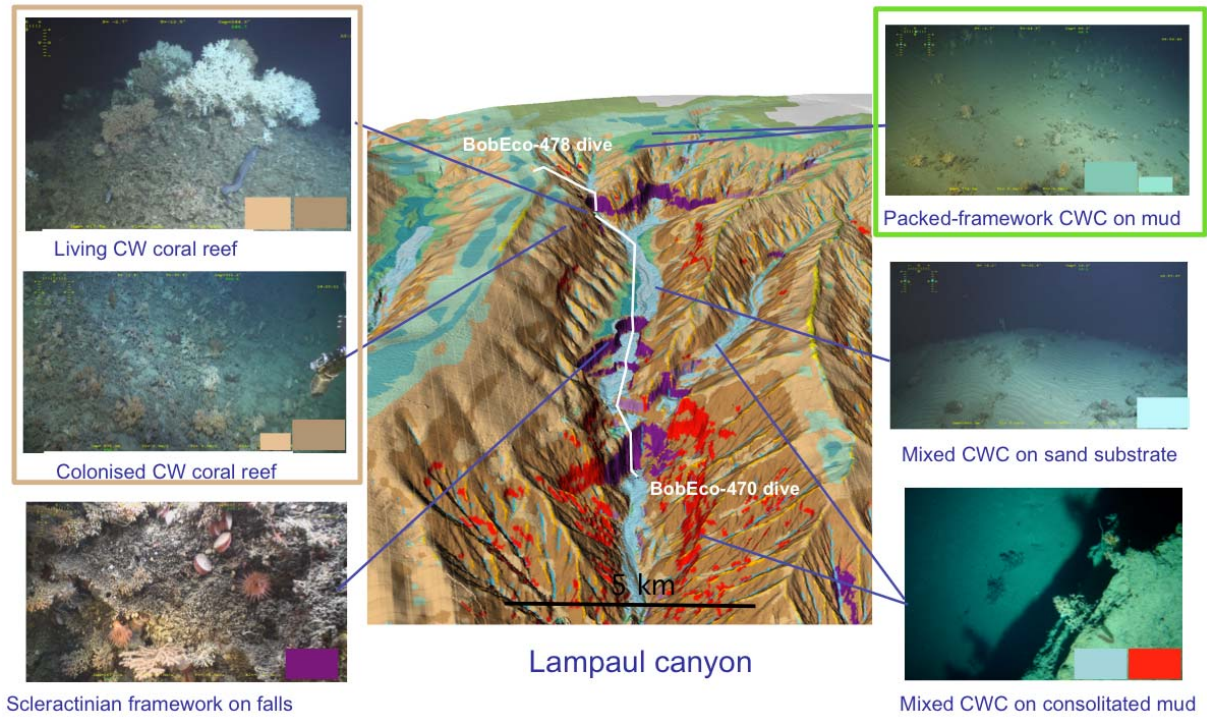 Living CW coral reef
Colonised CW coral reef
Scleractinian framework on falls
BobEco-478 dive
BobEco-470 dive
5 km
Lampaul canyon
Packed-framework CWC on mud
Mixed CWC on sand substrate
Mixed CWC on consolitated mud